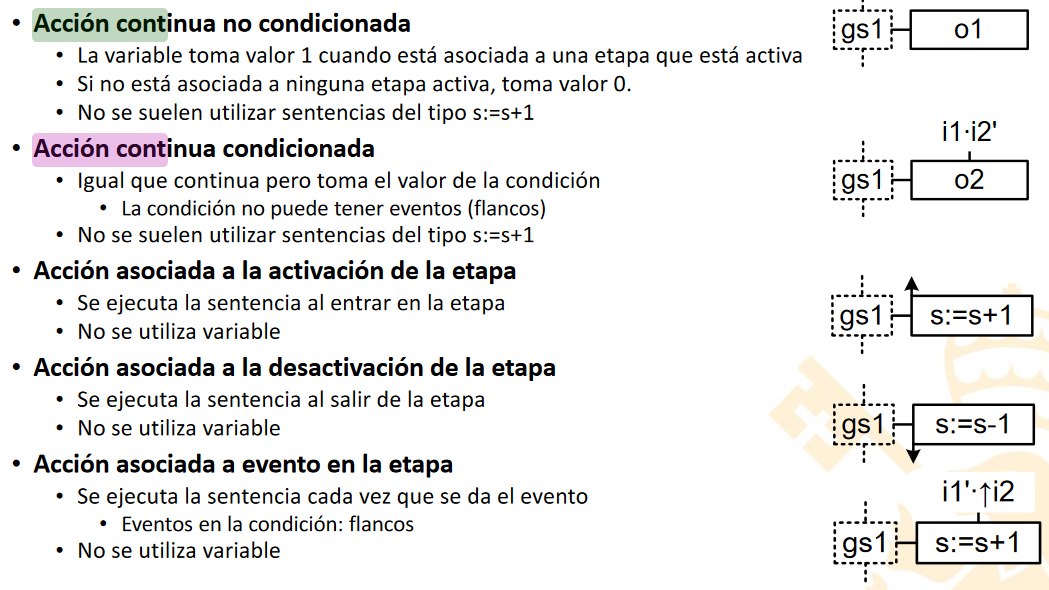 • Acción continua no condicionada
• La variable toma valor 1 cuando está asociada a una etapa que está activa
• Si no está asociada a ninguna etapa activa, toma valor 0.
• No se suelen utilizar sentencias del tipo s:=s+1
gs1 o1
• Acción continua condicionada
• Igual que continua pero toma el valor de la condición
• La condición no puede tener eventos (flancos)
• No se suelen utilizar sentencias del tipo s:=s+1
i1·i2'
gs1 o2
• Acción asociada a la activación de la etapa
• Se ejecuta la sentencia al entrar en la etapa
• No se utiliza variable
gs1 s:=s+1
• Acción asociada a la desactivación de la etapa
• Se ejecuta la sentencia al salir de la etapa
• No se utiliza variable
gs1 s:=s-1
• Acción asociada a evento en la etapa
• Se ejecuta la sentencia cada vez que se da el evento
• Eventos en la condición: flancos
• No se utiliza variable
i1'·↑i2
gs1 s:=s+1